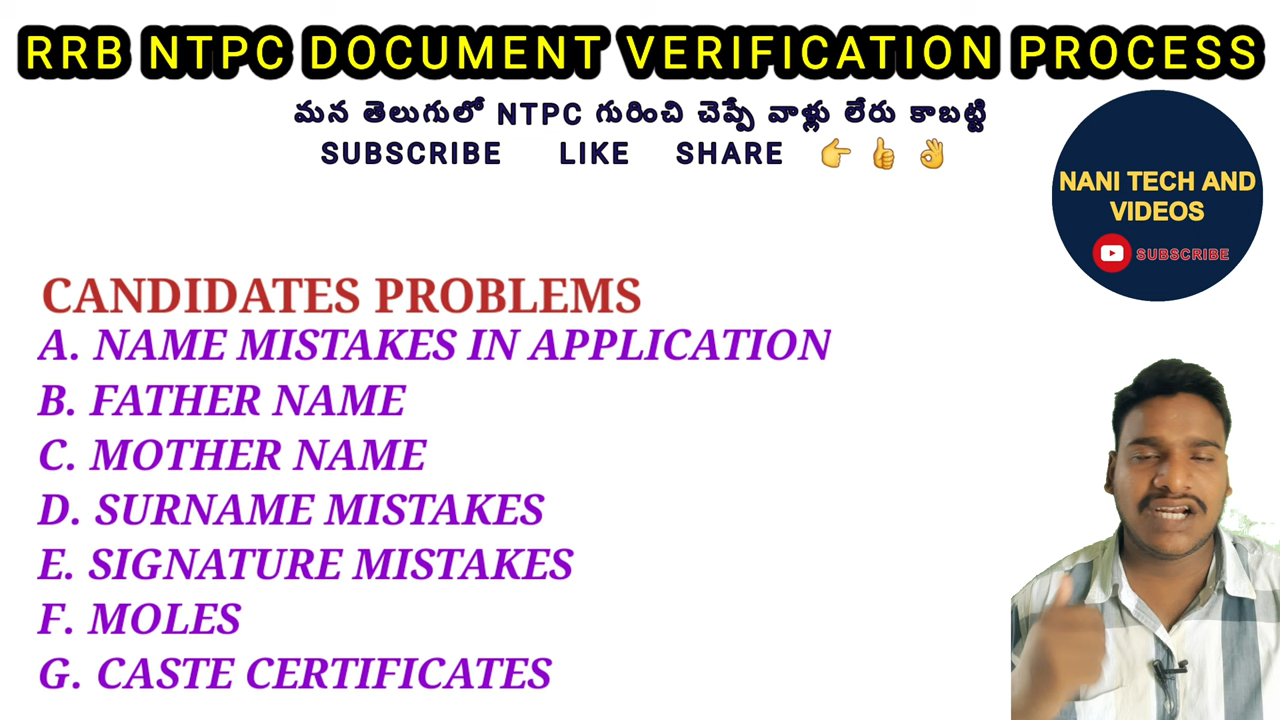 RRB NTPC DOCUMENT VERIFICATION PROCESS
మన తెలుగులో NTPC గురించి చెప్పే వాళ్లు లేరు కాబట్టి
SUBSCRIBE LIKE SHARE 👉 👍 👌
NANI TECH AND
VIDEOS
SUBSCRIBE
CANDIDATES PROBLEMS
A. NAME MISTAKES IN APPLICATION
B. FATHER NAME
C. MOTHER NAME
D. SURNAME MISTAKES
E. SIGNATURE MISTAKES
F. MOLES
G. CASTE CERTIFICATES